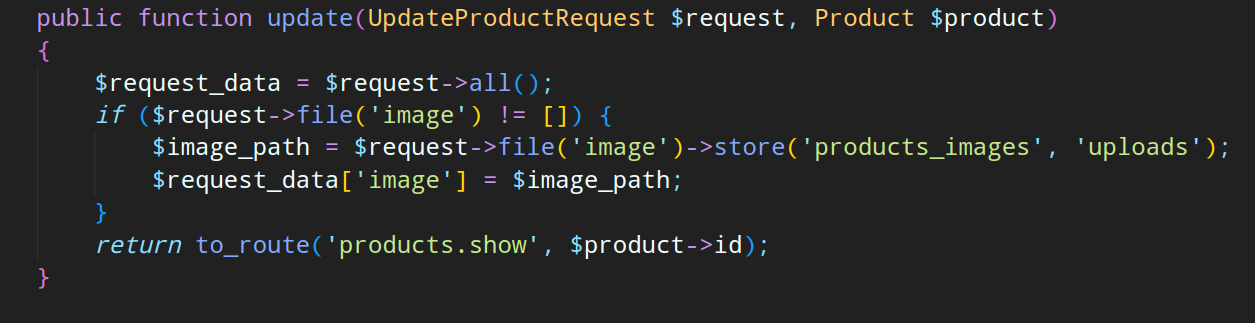 public function update(UpdateProductRequest $request, Product $product)
{
    $request_data = $request->all();
    if ($request->file('image') != []) {
        $image_path = $request->file('image')->store('products_images', 'uploads');
        $request_data['image'] = $image_path;
    }
    return to_route('products.show', $product->id);
}